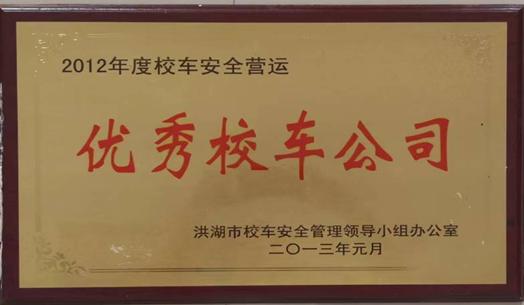 2012年度校车安全营运
优秀校车公司
洪湖市校车安全管理领导小组办公室
二〇一三年元月